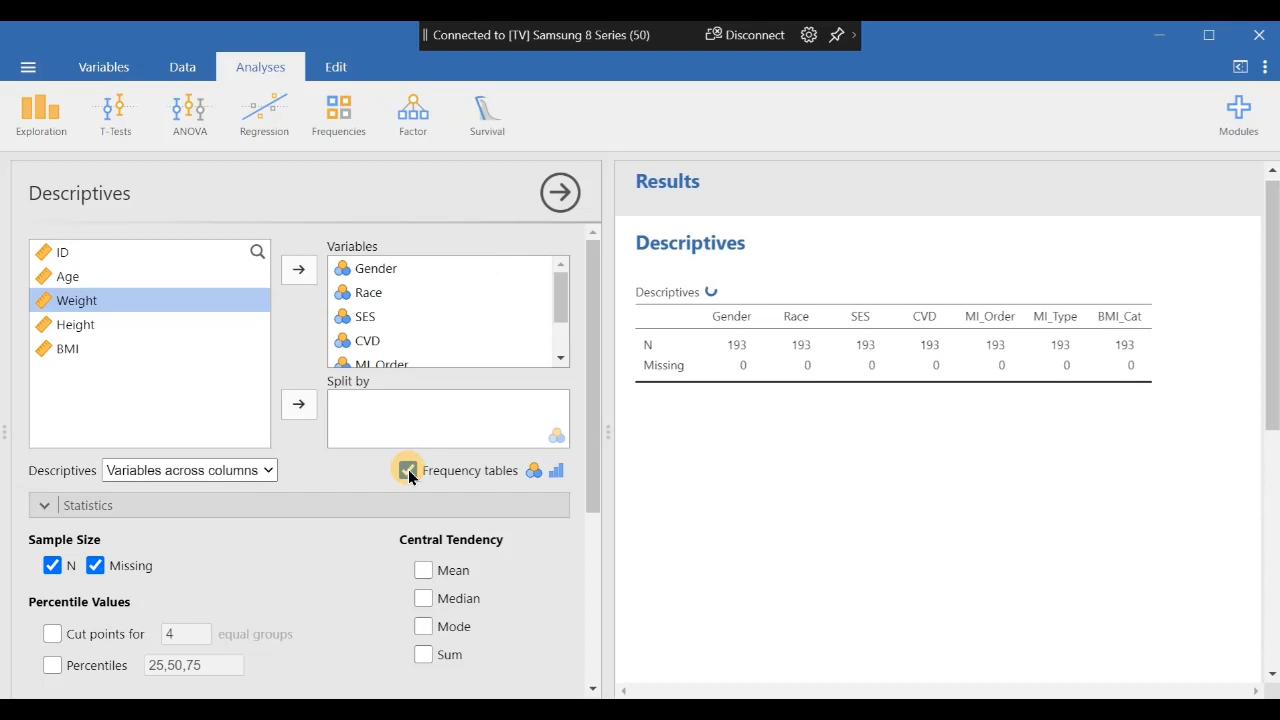 Connected to [TV] Samsung 8 Series (50) Disconnect
Variables Data Analyses Edit
Exploration T-Tests ANOVA Regression Frequencies Factor Survival Modules
Descriptives
ID
Age
Weight
Height
BMI
Variables
Gender
Race
SES
CVD
MI_Order
Split by
Descriptives Variables across columns Frequency tables
Statistics
Sample Size
N Missing
Percentile Values
Cut points for 4 equal groups
Percentiles 25,50,75
Central Tendency
Mean
Median
Mode
Sum
Results
Descriptives
Descriptives
Gender Race SES CVD MI_Order MI_Type BMI_Cat
N 193 193 193 193 193 193 193
Missing 0 0 0 0 0 0 0